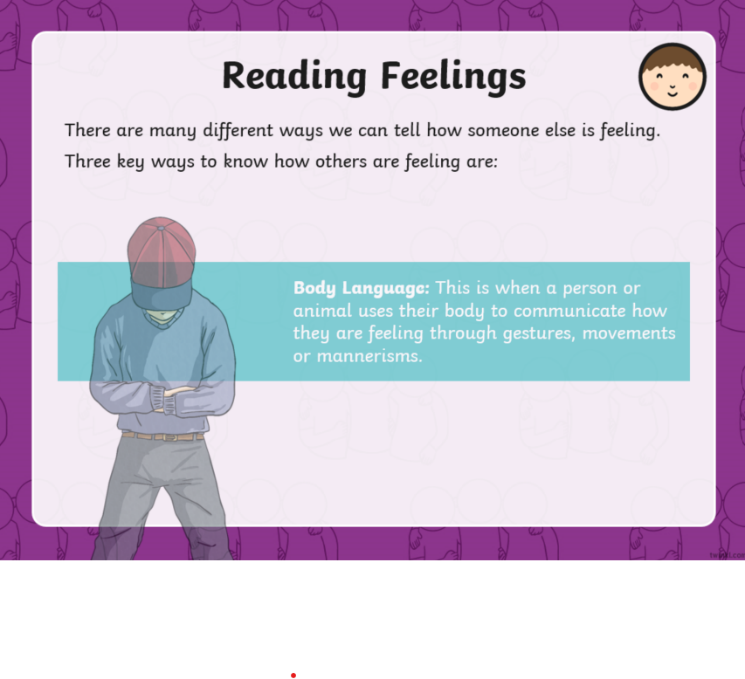 Reading Feelings
There are many different ways we can tell how someone else is feeling.
Three key ways to know how others are feeling are:
Body Language: This is when a person or
animal uses their body to communicate how
they are feeling through gestures, movements
or mannerisms.